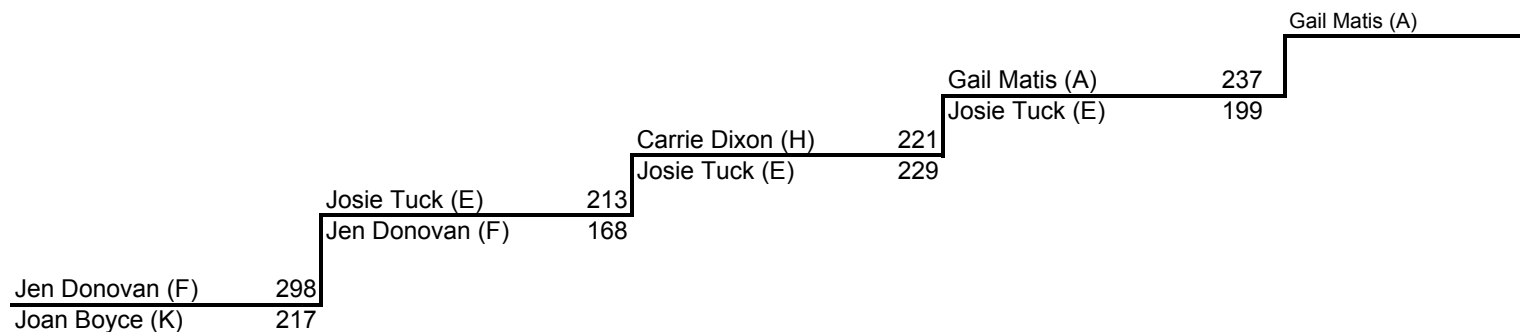 Gail Matis (A)
Gail Matis (A) 237
Josie Tuck (E) 199
Carrie Dixon (H) 221
Josie Tuck (E) 229
Josie Tuck (E) 213
Jen Donovan (F) 168
Jen Donovan (F) 298
Joan Boyce (K) 217